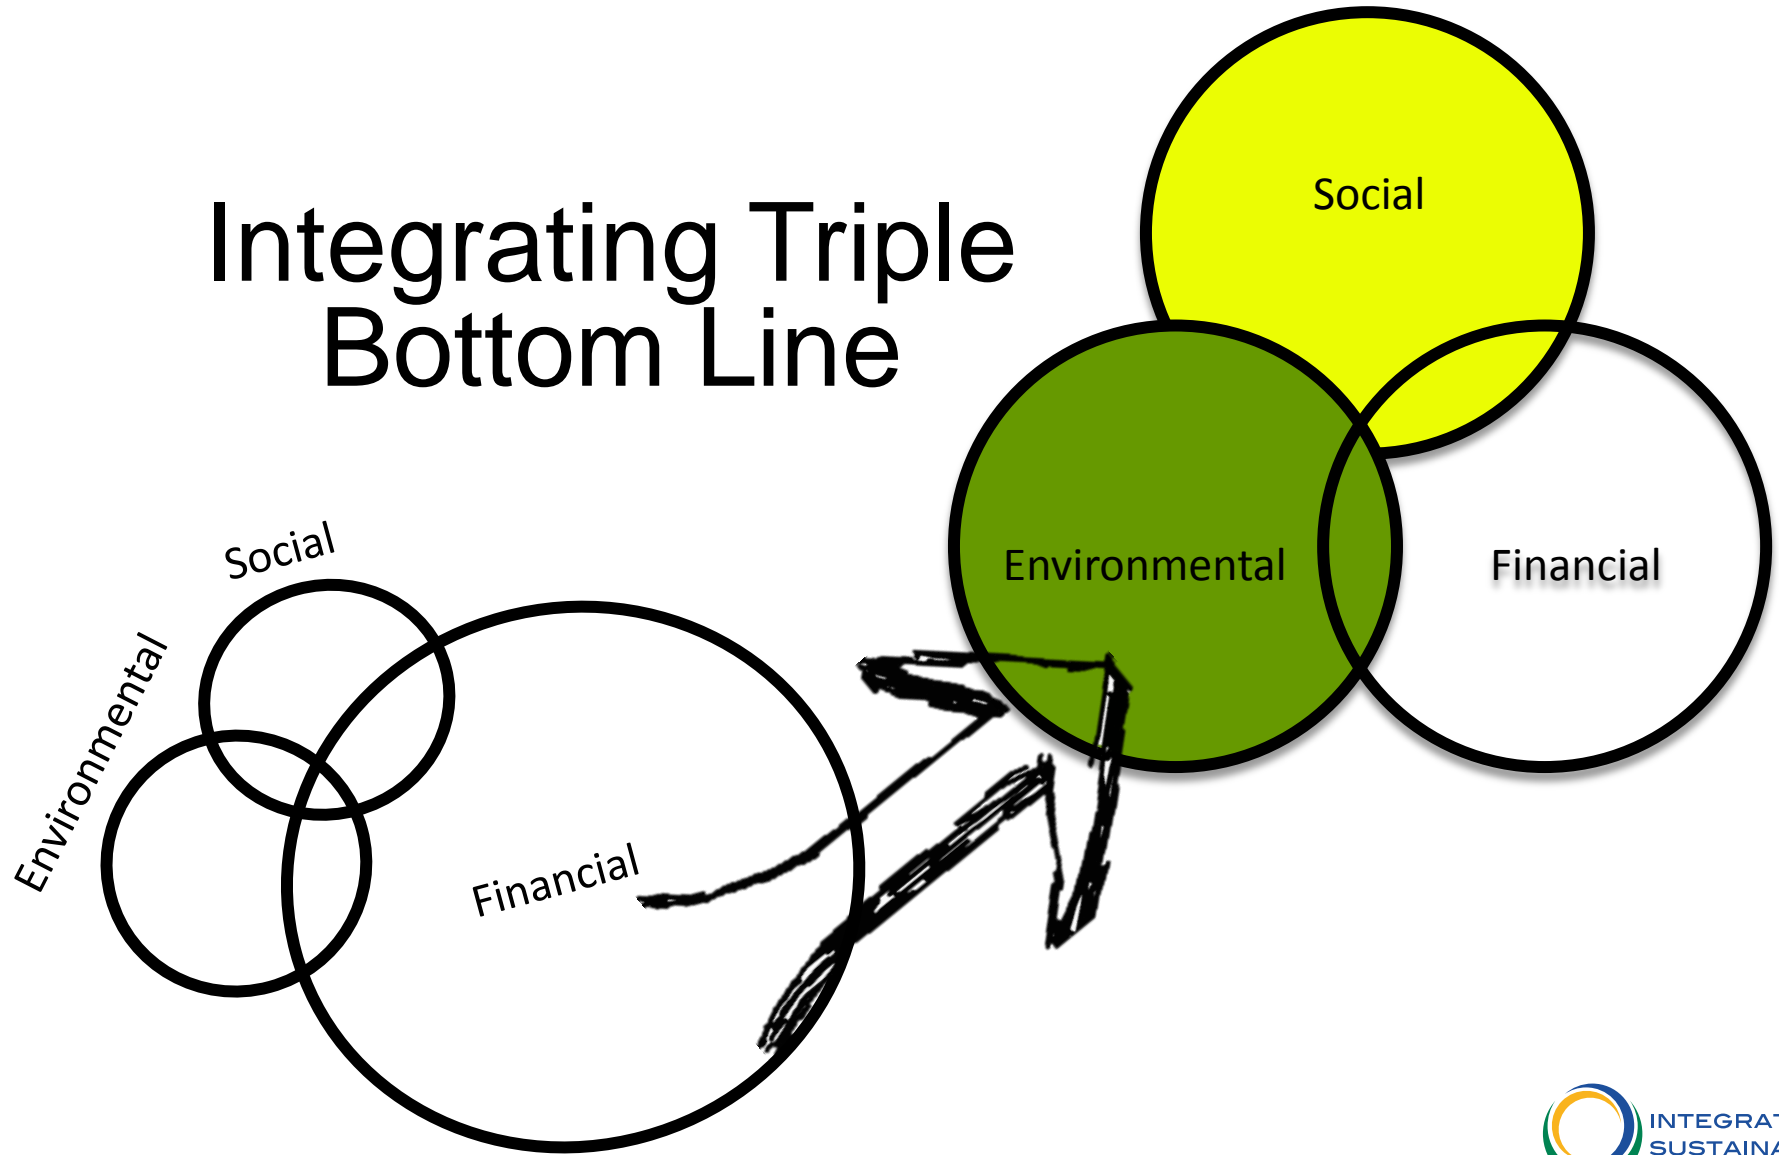 Integrating Triple
Bottom Line
Social
Environmental
Financial
Social
Environmental
Financial